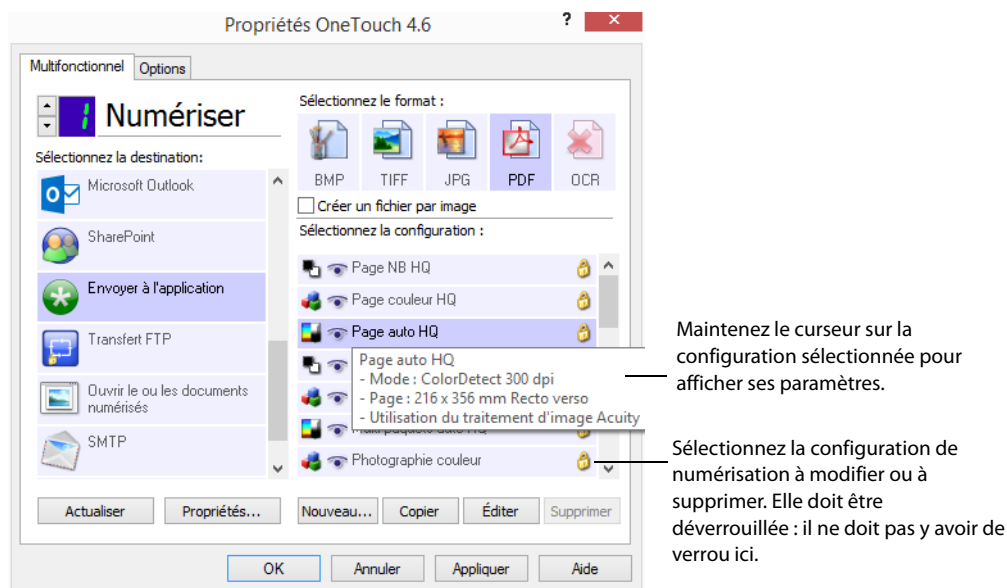 Propriétés OneTouch 4.6
?
Multifonctionnel
Options
1
Numériser
Sélectionnez la destination:
Microsoft Outlook
SharePoint
Envoyer à l'application
Transfert FTP
Ouvrir le ou les documents
numérisés
SMTP
Actualiser
Propriétés...
Sélectionnez le format :
BMP
TIFF
JPG
PDF
OCR
Créer un fichier par image
Sélectionnez la configuration :
Page NB HQ
Page couleur HQ
Page auto HQ
Page auto HQ
- Mode : ColorDetect 300 dpi
- Page : 216 x 356 mm Recto verso
- Utilisation du traitement d'image Acuity
Photographie couleur
Nouveau...
Copier
Éditer
Supprimer
OK
Annuler
Appliquer
Aide
Maintenez le curseur sur la
configuration sélectionnée pour
afficher ses paramètres.
Sélectionnez la configuration de
numérisation à modifier ou à
supprimer. Elle doit être
déverrouillée : il ne doit pas y avoir de
verrou ici.